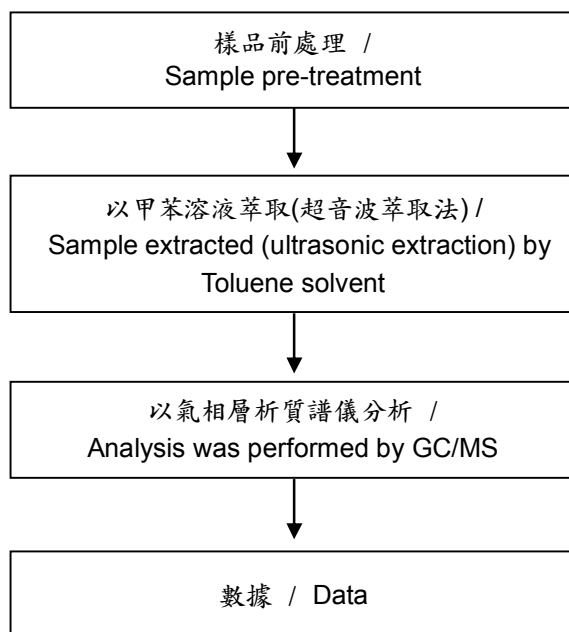 樣品前處理 /
Sample pre-treatment
以甲苯溶液萃取(超音波萃取法) /
Sample extracted (ultrasonic extraction) by
Toluene solvent
以氣相層析質譜儀分析 /
Analysis was performed by GC/MS
數據 / Data